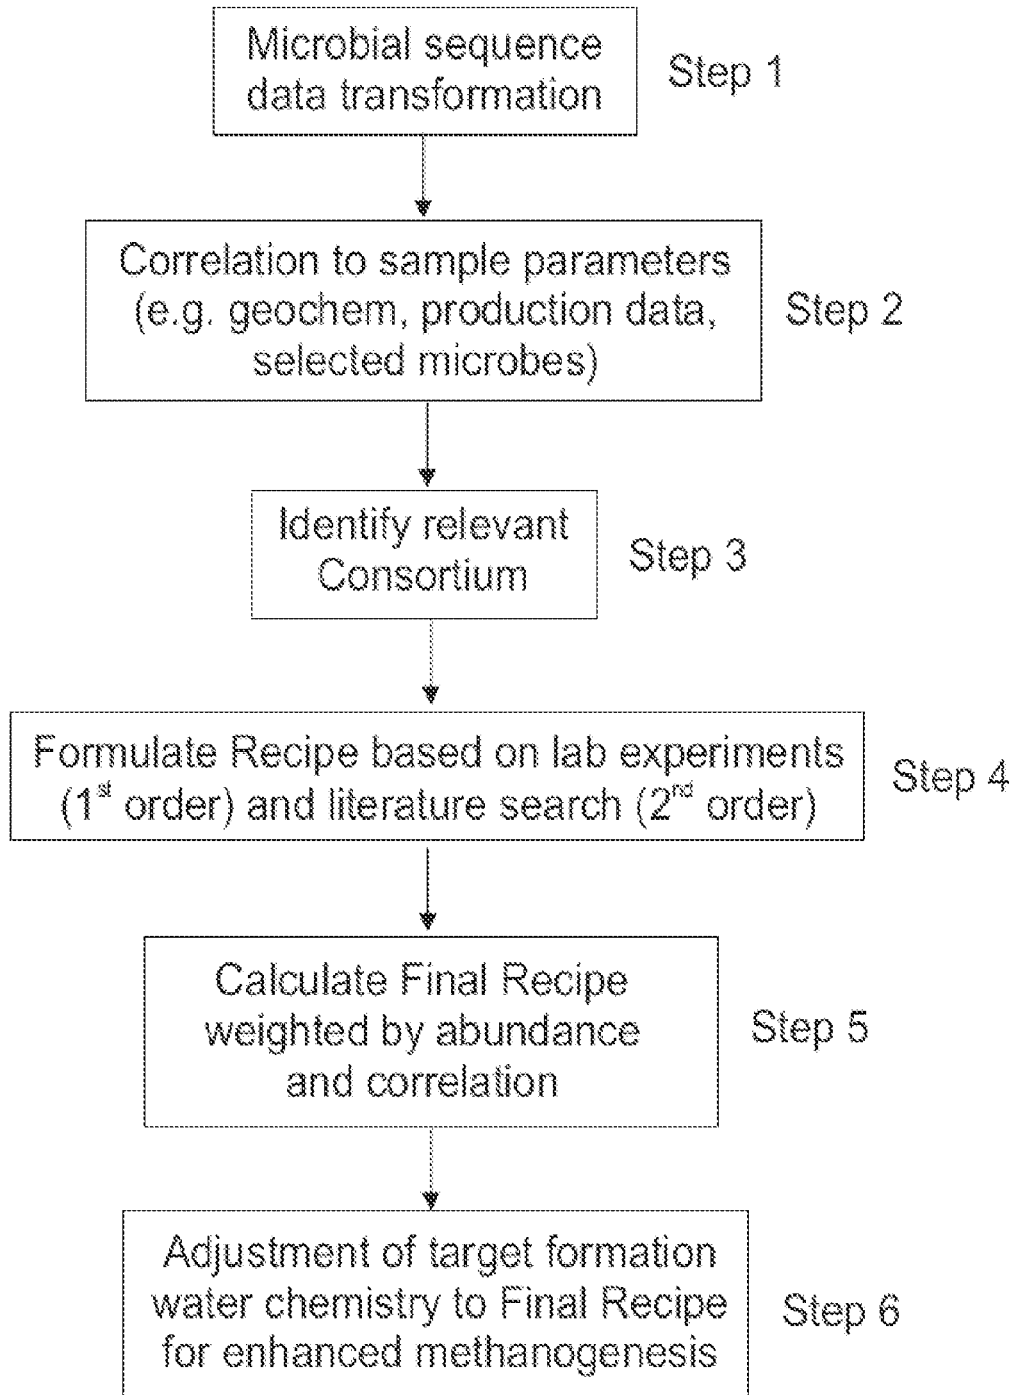 Microbial sequence
data transformation
Step 1
Correlation to sample parameters
(e.g. geochem, production data,
selected microbes)
Step 2
Identify relevant
Consortium
Step 3
Formulate Recipe based on lab experiments
(1st order) and literature search (2nd order)
Step 4
Calculate Final Recipe
weighted by abundance
and correlation
Step 5
Adjustment of target formation
water chemistry to Final Recipe
for enhanced methanogenesis
Step 6